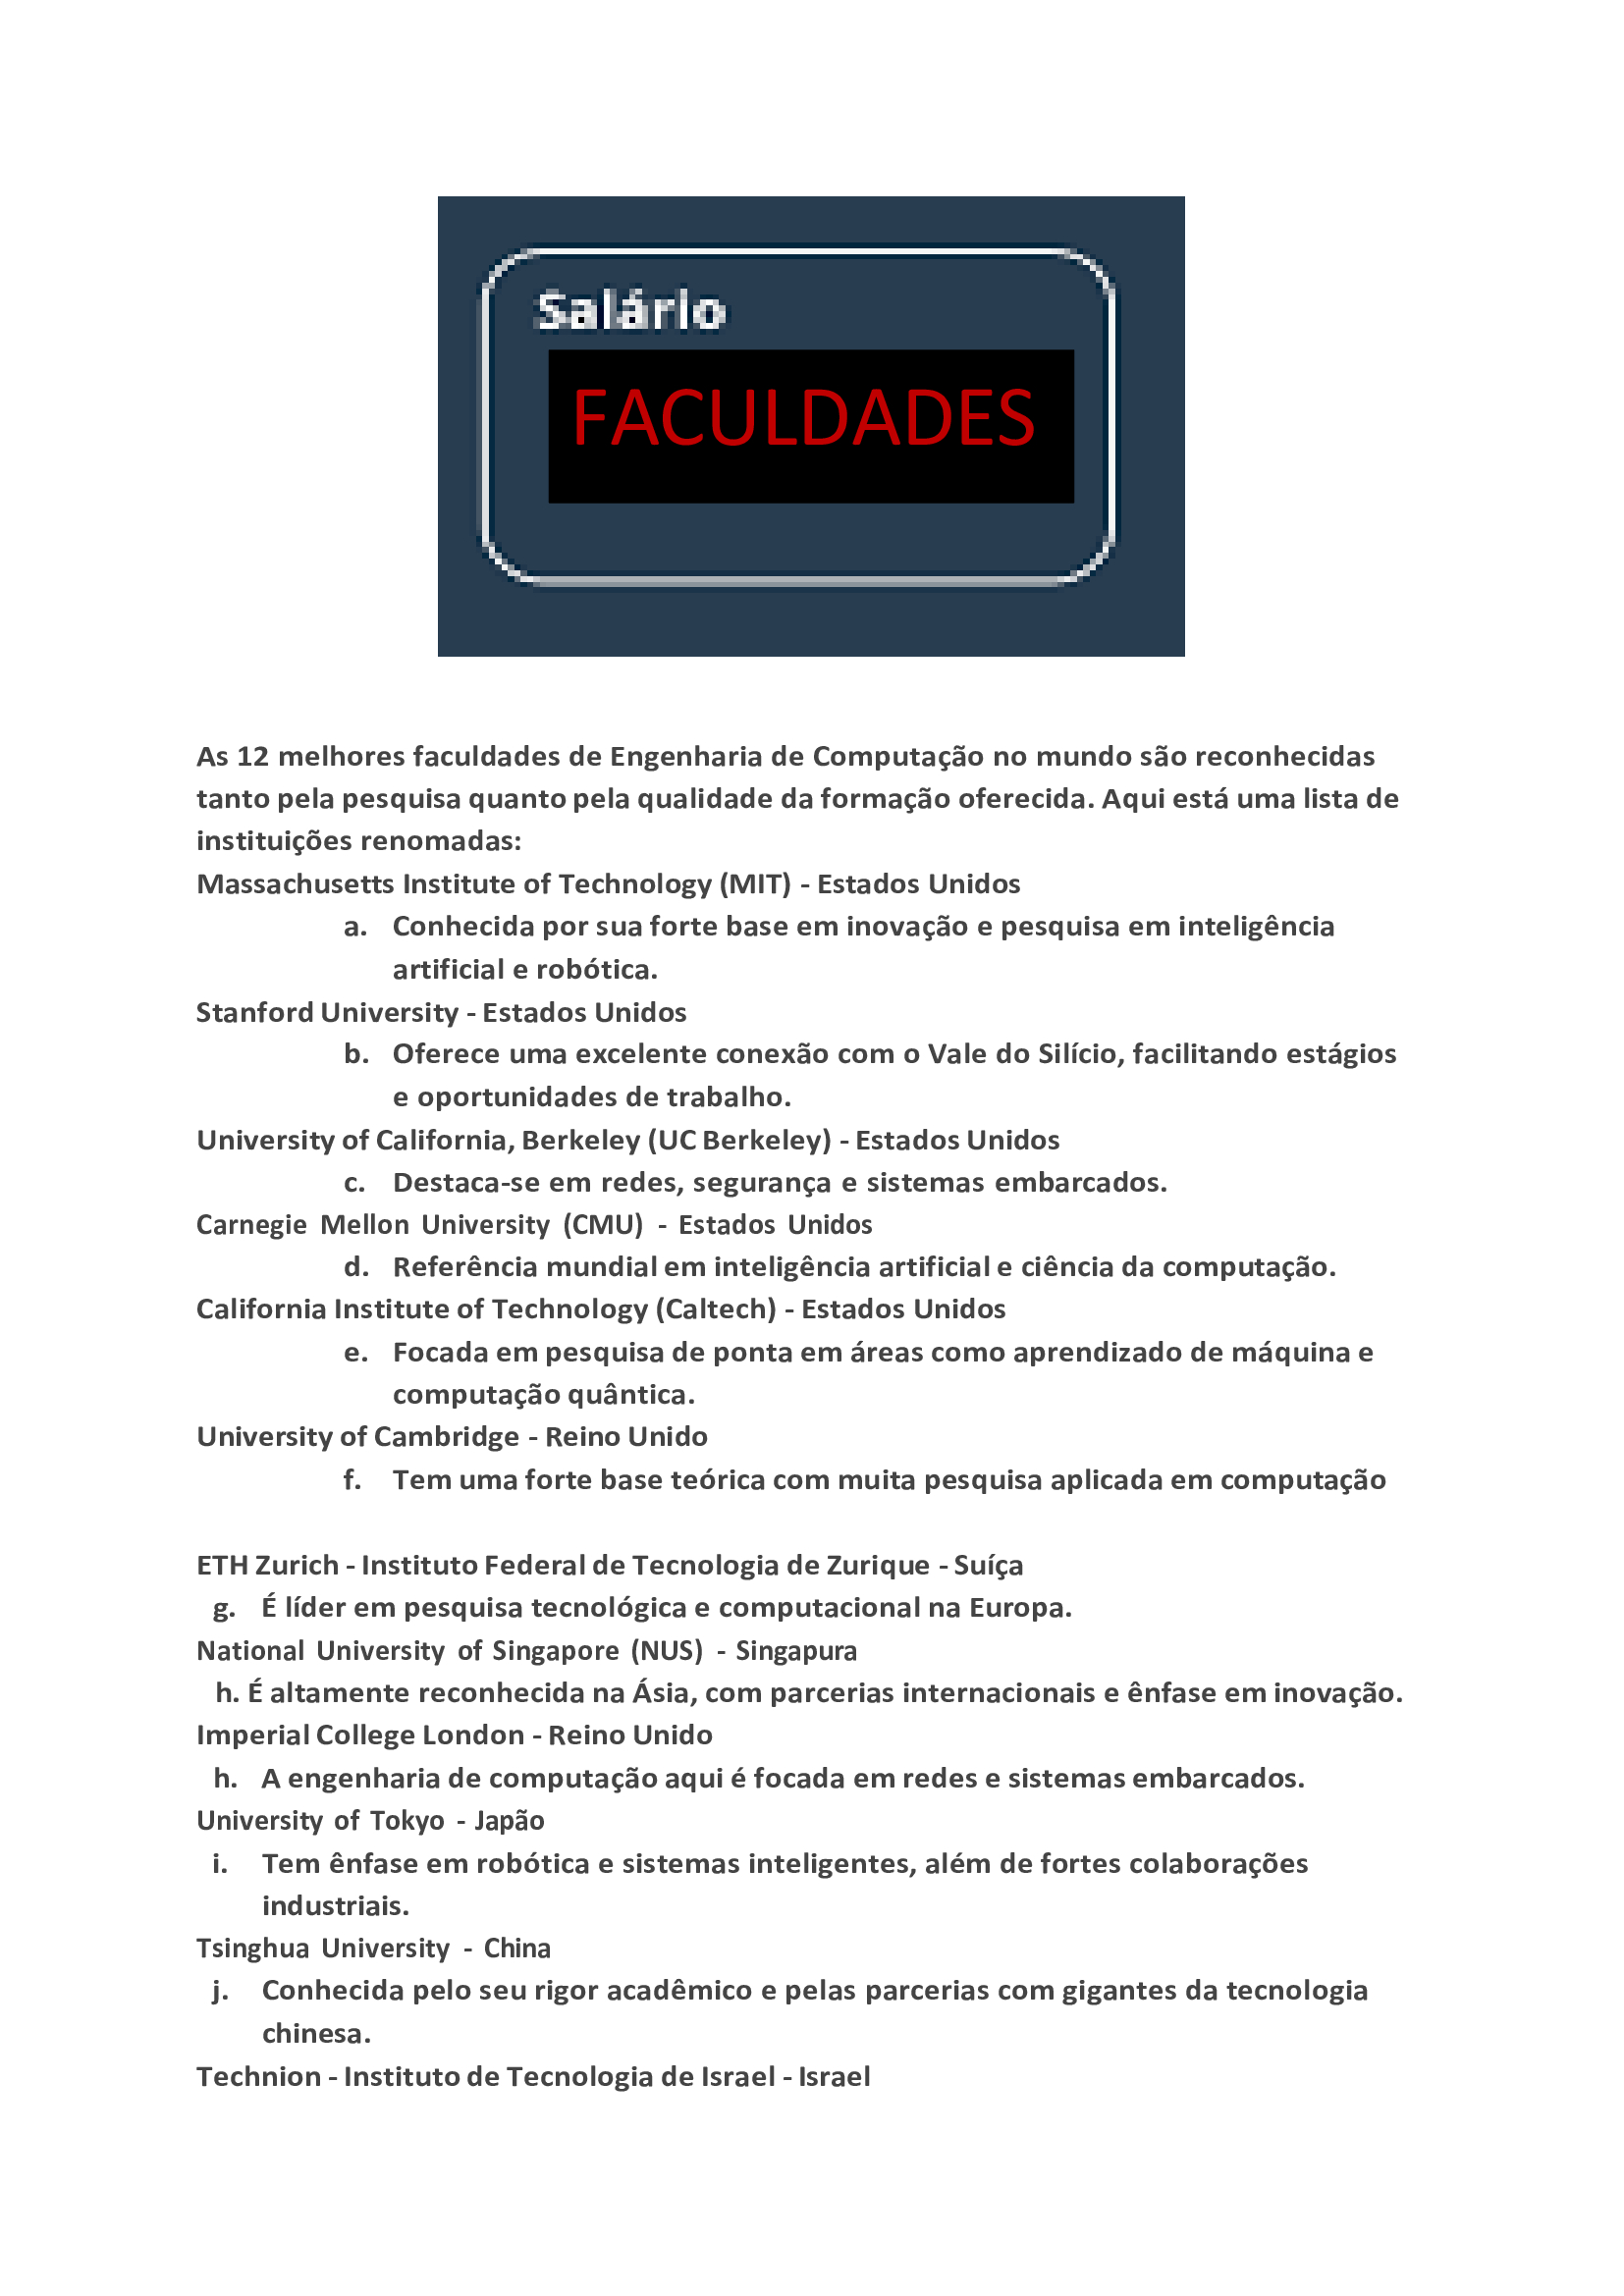 Salário
FACULDADES
As 12 melhores faculdades de Engenharia de Computação no mundo são reconhecidas
tanto pela pesquisa quanto pela qualidade da formação oferecida. Aqui está uma lista de
instituições renomadas:
Massachusetts Institute of Technology (MIT) - Estados Unidos
a. Conhecida por sua forte base em inovação e pesquisa em inteligência
artificial e robótica.
Stanford University - Estados Unidos
b. Oferece uma excelente conexão com o Vale do Silício, facilitando estágios
e oportunidades de trabalho.
University of California, Berkeley (UC Berkeley) - Estados Unidos
c. Destaca-se em redes, segurança e sistemas embarcados.
Carnegie Mellon University (CMU) - Estados Unidos
d. Referência mundial em inteligência artificial e ciência da computação.
California Institute of Technology (Caltech) - Estados Unidos
e. Focada em pesquisa de ponta em áreas como aprendizado de máquina e
computação quântica.
University of Cambridge - Reino Unido
f. Tem uma forte base teórica com muita pesquisa aplicada em computação
ETH Zurich - Instituto Federal de Tecnologia de Zurique - Suíça
g. É líder em pesquisa tecnológica e computacional na Europa.
National University of Singapore (NUS) - Singapura
h. É altamente reconhecida na Ásia, com parcerias internacionais e ênfase em inovação.
Imperial College London - Reino Unido
h. A engenharia de computação aqui é focada em redes e sistemas embarcados.
University of Tokyo - Japão
i. Tem ênfase em robótica e sistemas inteligentes, além de fortes colaborações
industriais.
Tsinghua University - China
j. Conhecida pelo seu rigor acadêmico e pelas parcerias com gigantes da tecnologia
chinesa.
Technion - Instituto de Tecnologia de Israel - Israel